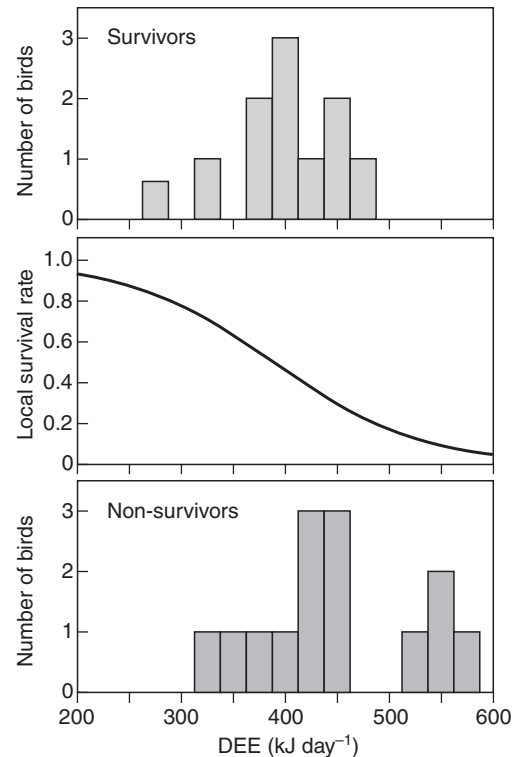 Survivors
Number of birds
3
2
1
0
Local survival rate
1.0
0.8
0.6
0.4
0.2
0
Non-survivors
Number of birds
3
2
1
0
200 300 400 500 600
DEE (kJ day⁻¹)